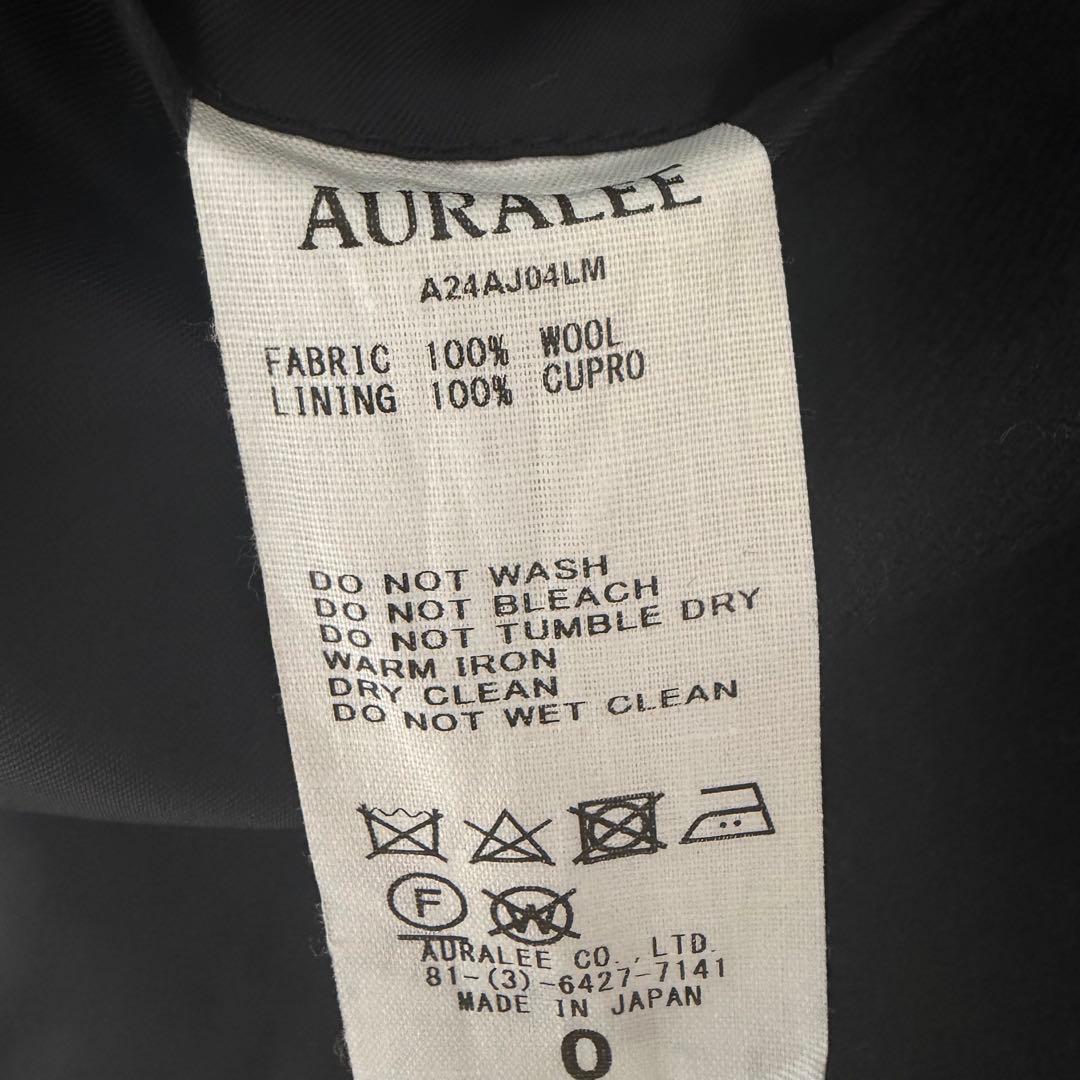 AURALEE
A24AJ04LM
FABRIC 100% WOOL
LINING 100% CUPRO
DO NOT WASH
DO NOT BLEACH
DO NOT TUMBLE DRY
WARM IRON
DRY CLEAN
DO NOT WET CLEAN
F W
AURALEE CO.,LTD.
81-(3)-6427-7141
MADE IN JAPAN
0